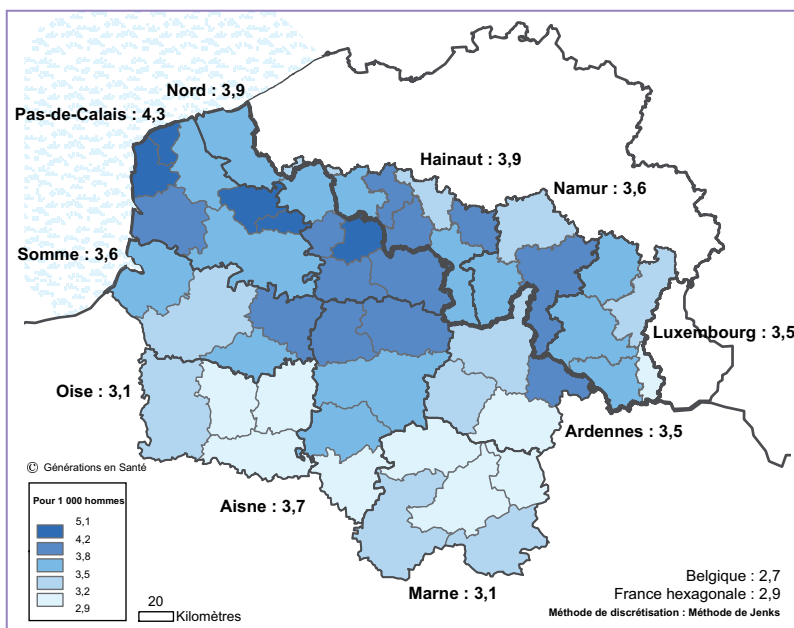 Nord : 3,9
Pas-de-Calais : 4,3
Hainaut : 3,9
Namur : 3,6
Somme : 3,6
Luxembourg : 3,5
Oise : 3,1
Ardennes : 3,5
© Générations en Santé
Aisne : 3,7
Pour 1 000 hommes
5,1
4,2
3,8
3,5
3,2
2,9
Marne : 3,1
20
Kilomètres
Belgique : 2,7
France hexagonale : 2,9
Méthode de discrétisation : Méthode de Jenks